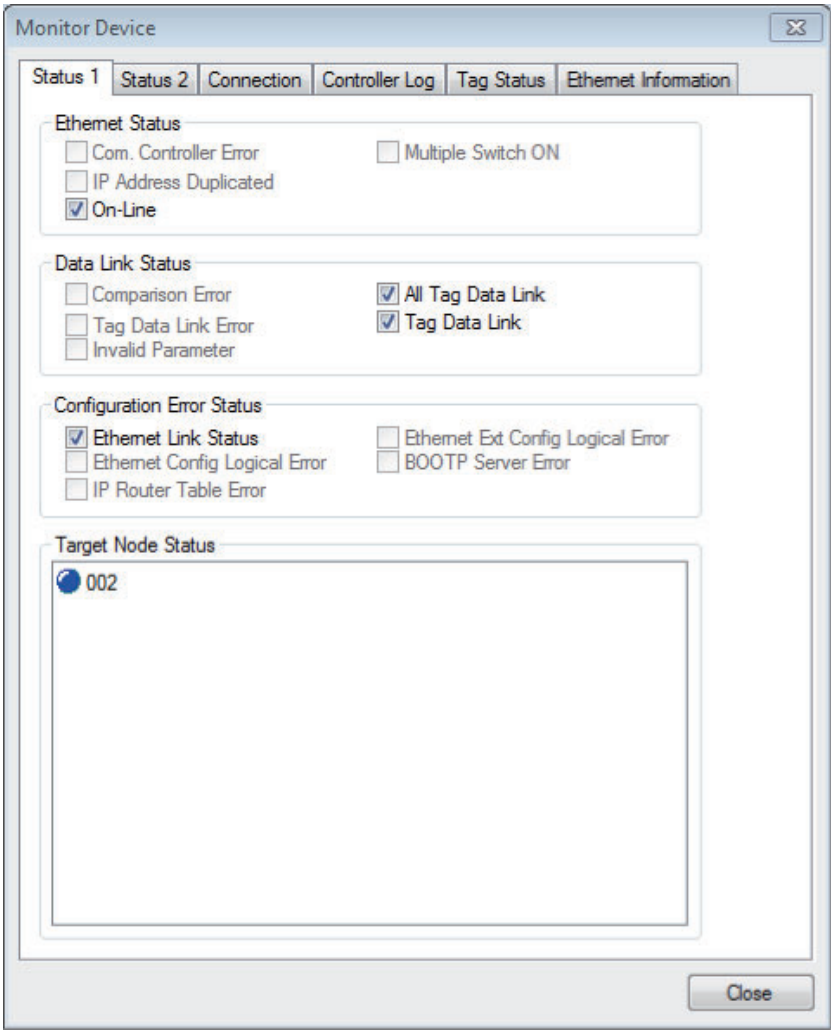 Monitor Device
Status 1 Status 2 Connection Controller Log Tag Status Ethernet Information
Ethernet Status
Com. Controller Error Multiple Switch ON
IP Address Duplicated
On-Line
Data Link Status
Comparison Error All Tag Data Link
Tag Data Link Error Tag Data Link
Invalid Parameter
Configuration Error Status
Ethernet Link Status Ethernet Ext Config Logical Error
Ethernet Config Logical Error BOOTP Server Error
IP Router Table Error
Target Node Status
002
Close